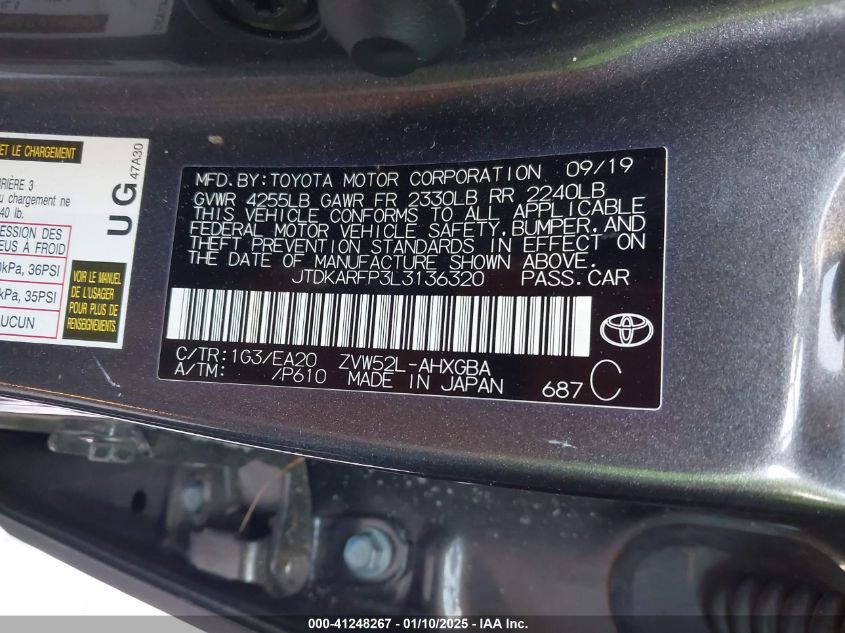 ET LE CHARGEMENT
RIÈRE 3
u chargement ne
40 lb.
ESSION DES
EUS À FROID
kPa, 36PSI
kPa, 35PSI
UCUN
VOIR LE MANUEL
DE L'USAGER
POUR PLUS DE
RENSEIGNEMENTS.
UG
47A30
MFD.BY:TOYOTA MOTOR CORPORATION 09/19
GVWR 4255LB GAWR FR 2330LB RR 2240LB
THIS VEHICLE CONFORMS TO ALL APPLICABLE
FEDERAL MOTOR VEHICLE SAFETY, BUMPER, AND
THEFT PREVENTION STANDARDS IN EFFECT ON
THE DATE OF MANUFACTURE SHOWN ABOVE.
JTDKARFP3L3136320 PASS.CAR
C/TR:1G3/EA20 ZVW52L-AHXGBA
A/TM: /P610 MADE IN JAPAN 687 C
000-41248267 - 01/10/2025 - IAA Inc.